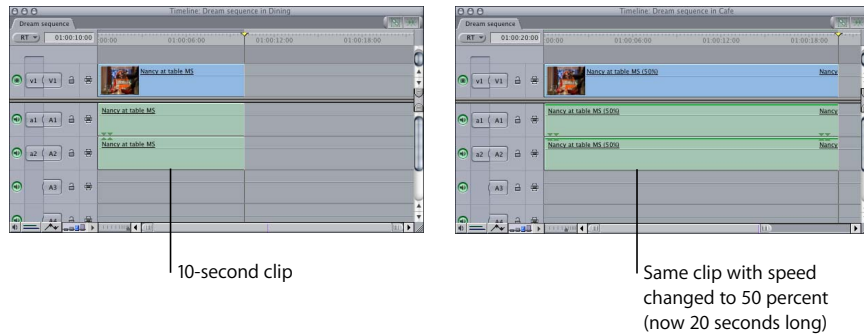 Timeline: Dream sequence in Dining
Dream sequence
RT
01:00:10:00
00:00
01:00:06:00
01:00:12:00
01:00:18:00
v1
V1
Nancy at table MS
a1
A1
Nancy at table MS
a2
A2
Nancy at table MS
A3
A4
10-second clip
Timeline: Dream sequence in Cafe
Dream sequence
RT
01:00:20:00
00:00
01:00:06:00
01:00:12:00
01:00:18:00
v1
V1
Nancy at table MS (50%)
Nancy
a1
A1
Nancy at table MS (50%)
Nancy
a2
A2
Nancy at table MS (50%)
Nancy
A3
A4
Same clip with speed
changed to 50 percent
(now 20 seconds long)